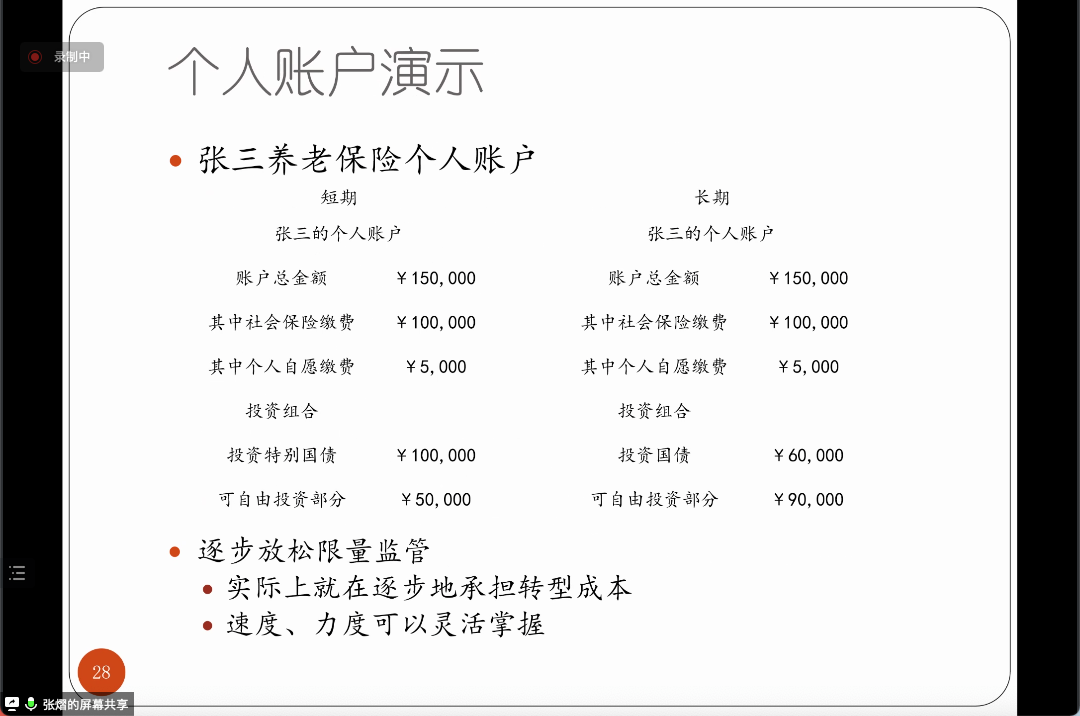 录制中
个人账户演示
张三养老保险个人账户
短期 长期
张三的个人账户 张三的个人账户
账户总金额 ￥150,000 账户总金额 ￥150,000
其中社会保险缴费 ￥100,000 其中社会保险缴费 ￥100,000
其中个人自愿缴费 ￥5,000 其中个人自愿缴费 ￥5,000
投资组合 投资组合
投资特别国债 ￥100,000 投资国债 ￥60,000
可自由投资部分 ￥50,000 可自由投资部分 ￥90,000
逐步放松限量监管
实际上就在逐步地承担转型成本
速度、力度可以灵活掌握
28
张熠的屏幕共享